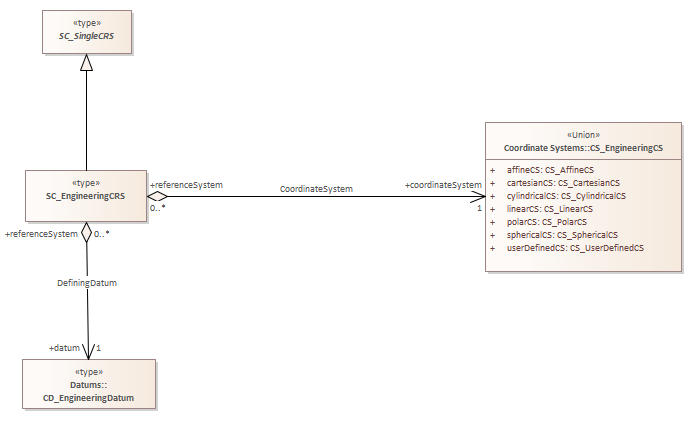 «type»
SC_SingleCRS
«type»
SC_EngineeringCRS
+referenceSystem
0..*
CoordinateSystem
+coordinateSystem
1
«Union»
Coordinate Systems::CS_EngineeringCS
+ affineCS: CS_AffineCS
+ cartesianCS: CS_CartesianCS
+ cylindricalCS: CS_CylindricalCS
+ linearCS: CS_LinearCS
+ polarCS: CS_PolarCS
+ sphericalCS: CS_SphericalCS
+ userDefinedCS: CS_UserDefinedCS
+referenceSystem
0..*
DefiningDatum
+datum
1
«type»
Datums::
CD_EngineeringDatum